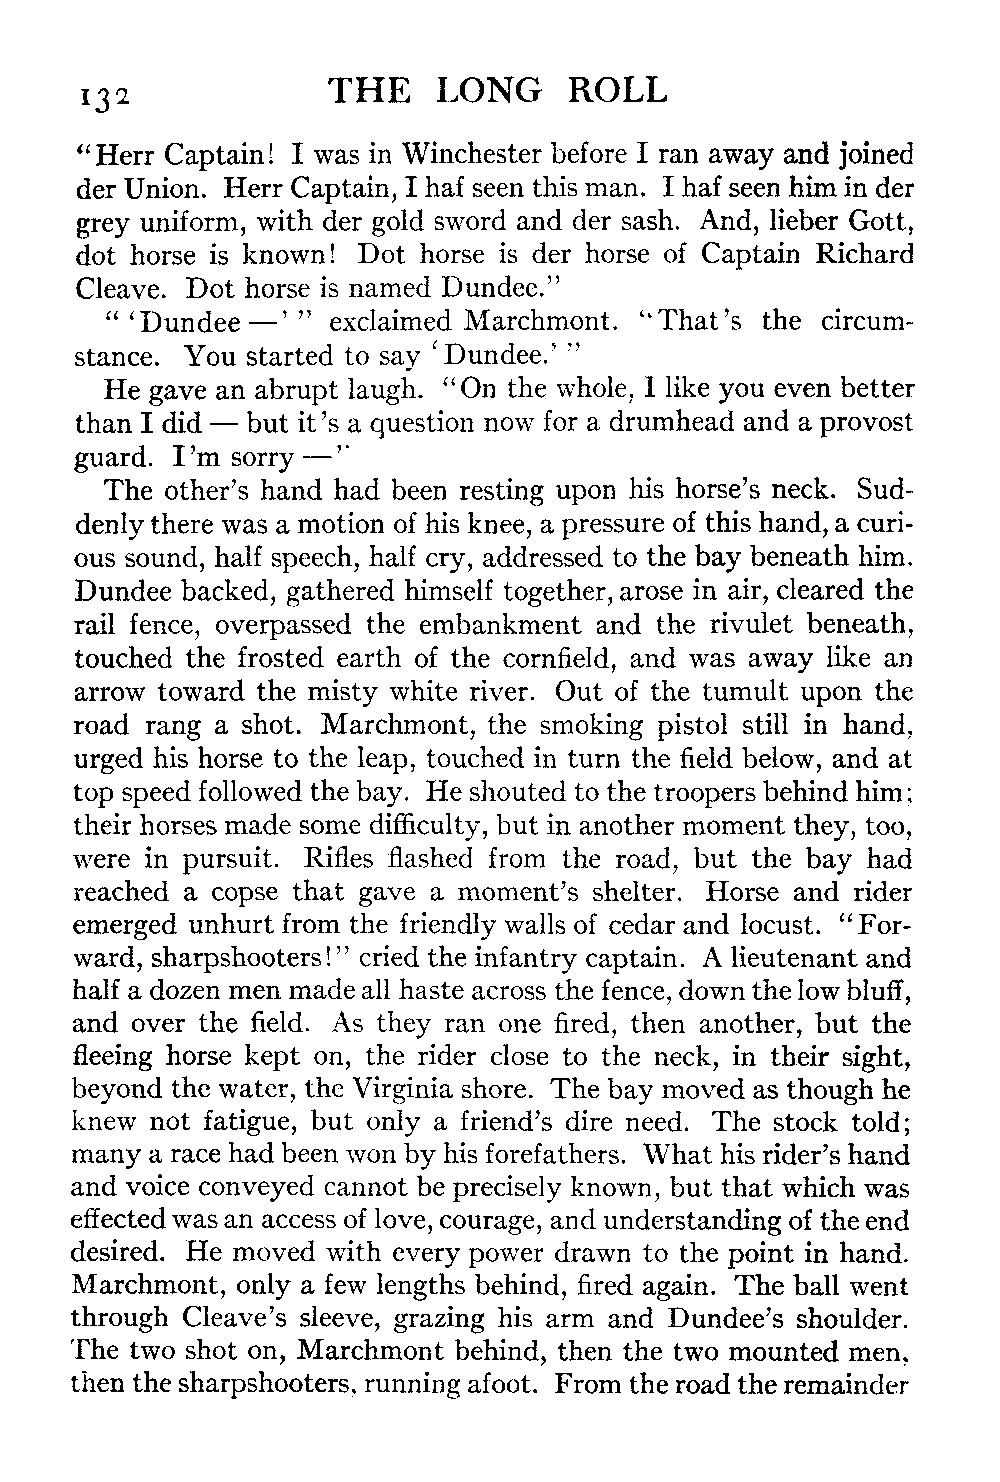 132 THE LONG ROLL
"Herr Captain! I was in Winchester before I ran away and joined
der Union. Herr Captain, I haf seen this man. I haf seen him in der
grey uniform, with der gold sword and der sash. And, lieber Gott,
dot horse is known! Dot horse is der horse of Captain Richard
Cleave. Dot horse is named Dundee."
" 'Dundee —' " exclaimed Marchmont. "That's the circum-
stance. You started to say 'Dundee.' "
He gave an abrupt laugh. "On the whole, I like you even better
than I did — but it's a question now for a drumhead and a provost
guard. I'm sorry —"
The other's hand had been resting upon his horse's neck. Sud-
denly there was a motion of his knee, a pressure of this hand, a curi-
ous sound, half speech, half cry, addressed to the bay beneath him.
Dundee backed, gathered himself together, arose in air, cleared the
rail fence, overpassed the embankment and the rivulet beneath,
touched the frosted earth of the cornfield, and was away like an
arrow toward the misty white river. Out of the tumult upon the
road rang a shot. Marchmont, the smoking pistol still in hand,
urged his horse to the leap, touched in turn the field below, and at
top speed followed the bay. He shouted to the troopers behind him;
their horses made some difficulty, but in another moment they, too,
were in pursuit. Rifles flashed from the road, but the bay had
reached a copse that gave a moment's shelter. Horse and rider
emerged unhurt from the friendly walls of cedar and locust. "For-
ward, sharpshooters!" cried the infantry captain. A lieutenant and
half a dozen men made all haste across the fence, down the low bluff,
and over the field. As they ran one fired, then another, but the
fleeing horse kept on, the rider close to the neck, in their sight,
beyond the water, the Virginia shore. The bay moved as though he
knew not fatigue, but only a friend's dire need. The stock told;
many a race had been won by his forefathers. What his rider's hand
and voice conveyed cannot be precisely known, but that which was
effected was an access of love, courage, and understanding of the end
desired. He moved with every power drawn to the point in hand.
Marchmont, only a few lengths behind, fired again. The ball went
through Cleave's sleeve, grazing his arm and Dundee's shoulder.
The two shot on, Marchmont behind, then the two mounted men,
then the sharpshooters, running afoot. From the road the remainder